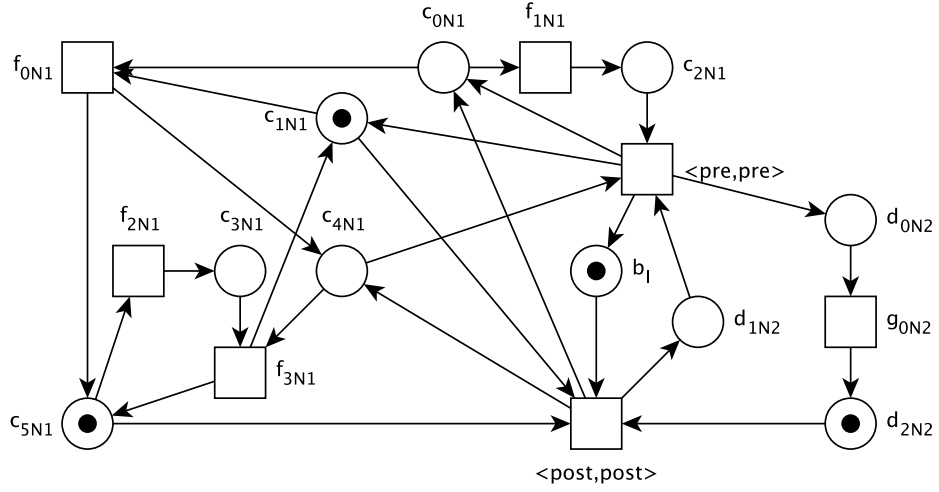 c0N1
f1N1
f0N1
c2N1
c1N1
<pre,pre>
f2N1
c3N1
c4N1
d0N2
bI
d1N2
g0N2
f3N1
c5N1
d2N2
<post,post>